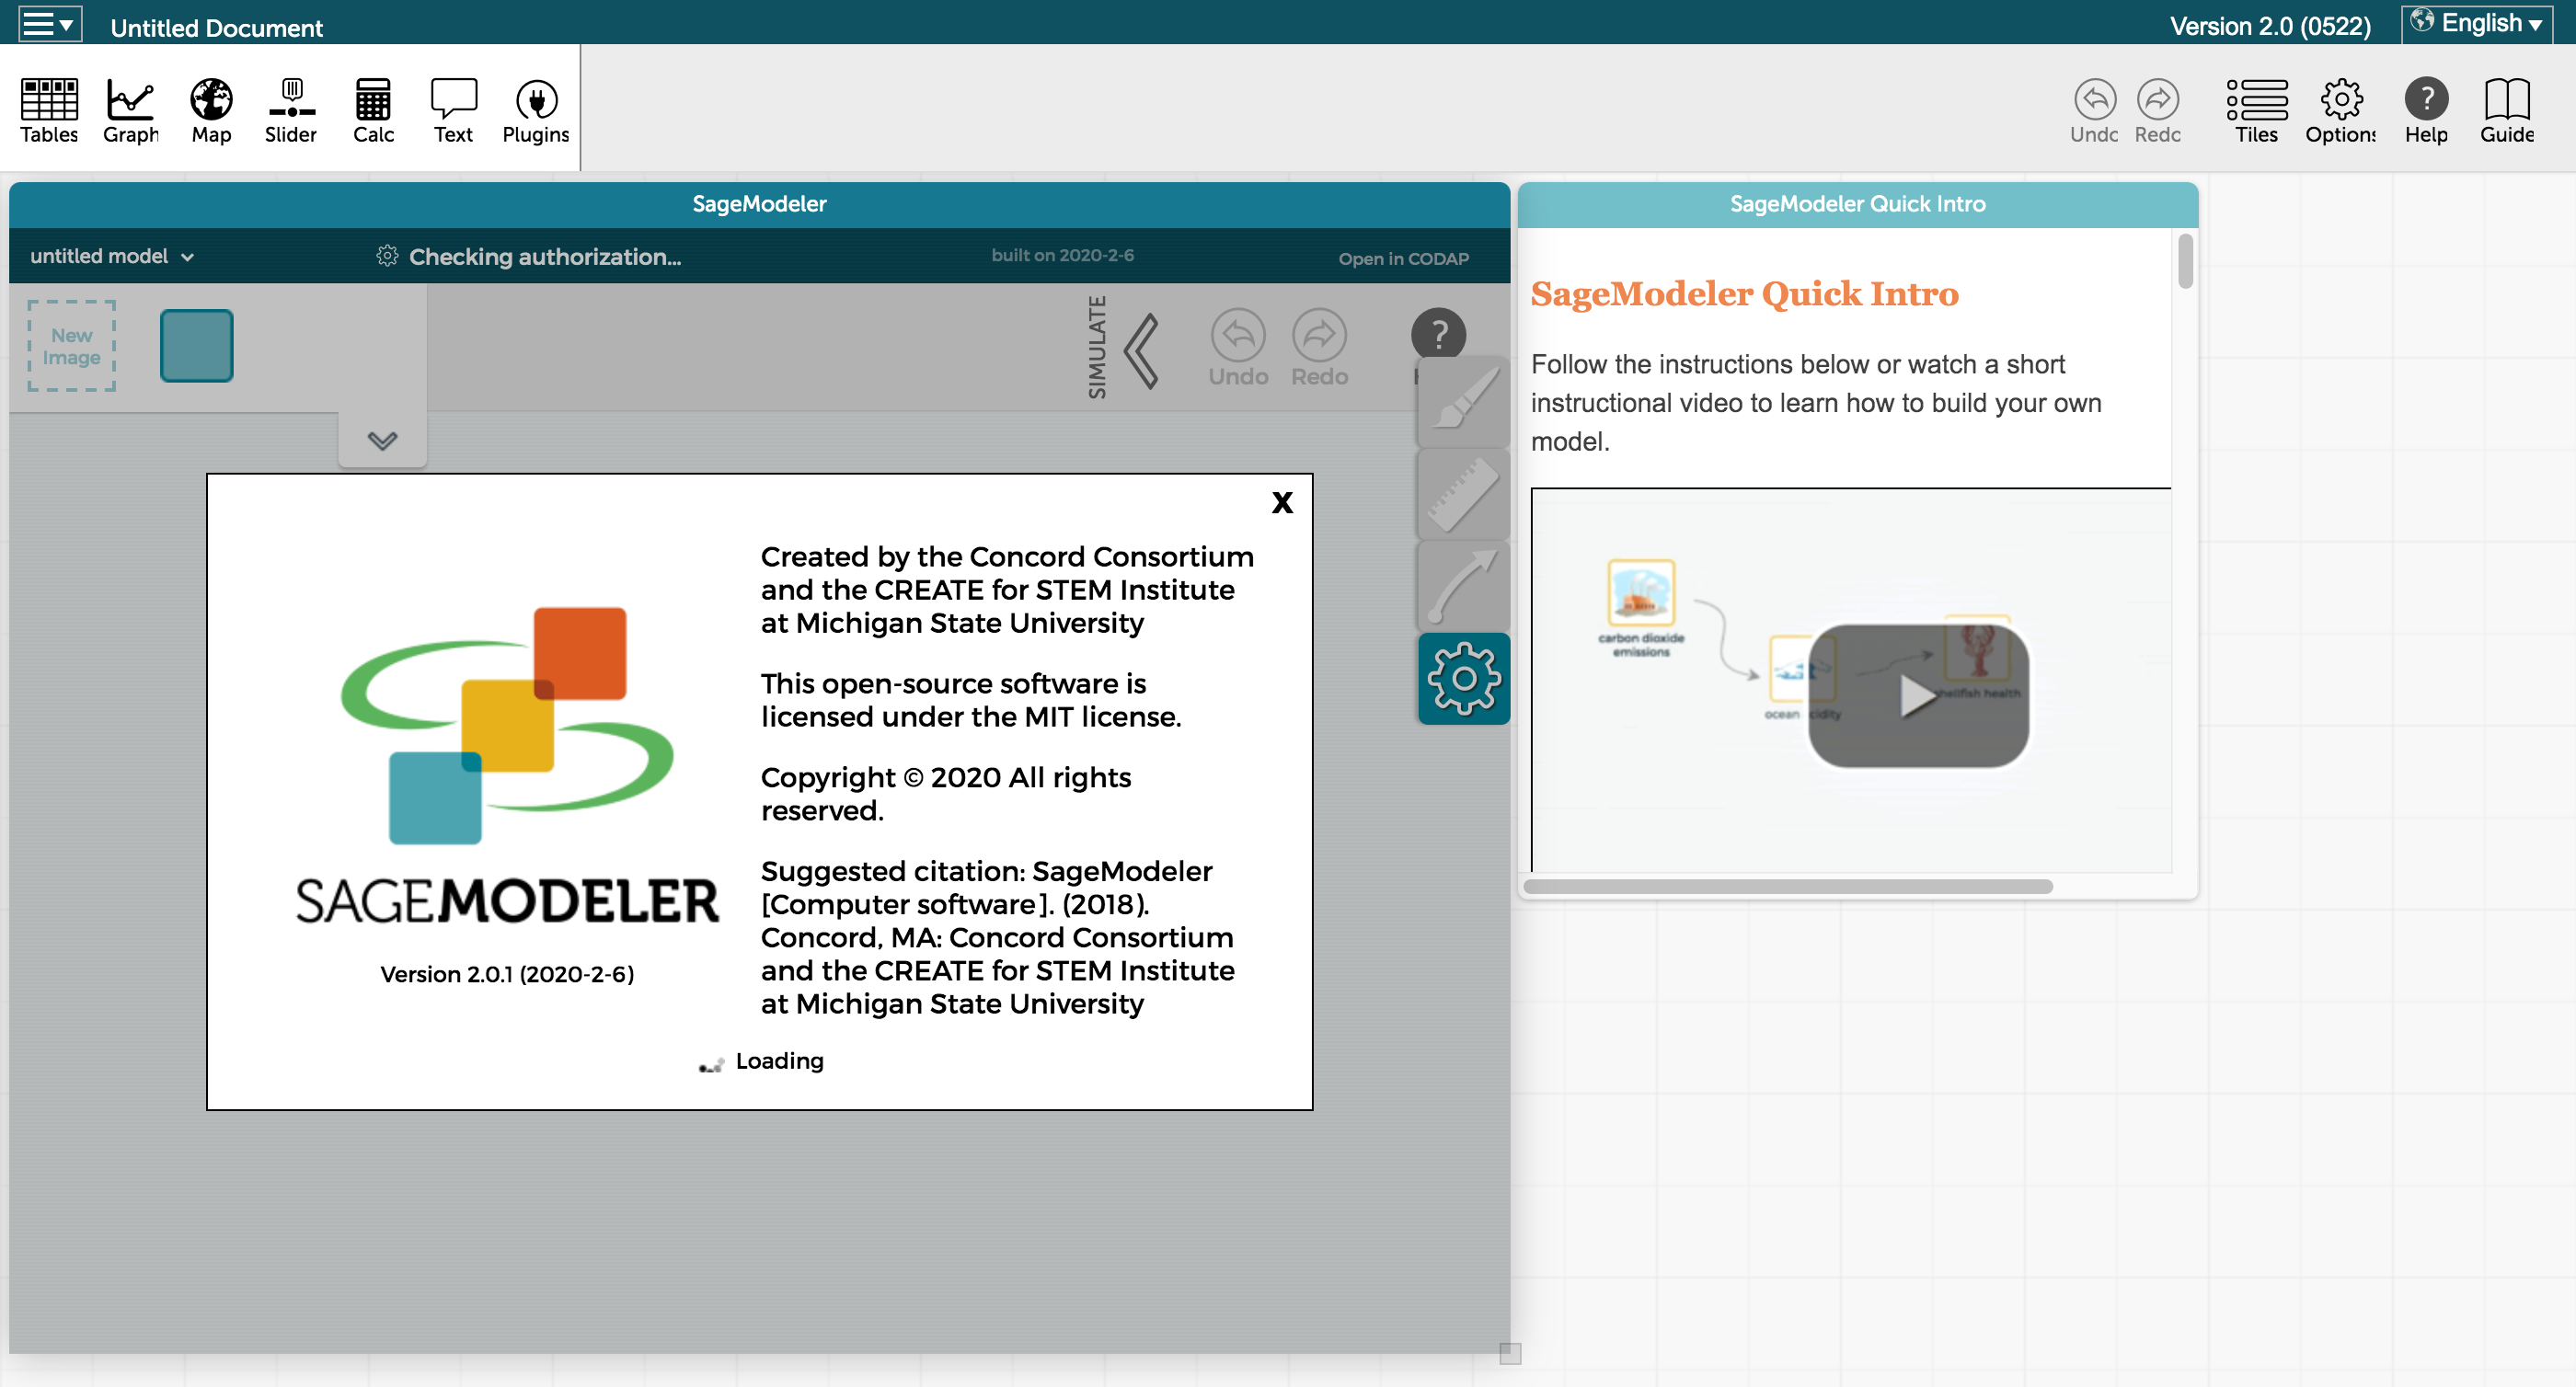 Untitled Document
Version 2.0 (0522)
English
Tables
Graph
Map
Slider
Calc
Text
Plugins
Undo
Redo
Tiles
Options
Help
Guide
SageModeler
untitled model
Checking authorization...
built on 2020-2-6
Open in CODAP
New
Image
SIMULATE
Undo
Redo
?
X
SAGEMODELER
Version 2.0.1 (2020-2-6)
Created by the Concord Consortium
and the CREATE for STEM Institute
at Michigan State University
This open-source software is
licensed under the MIT license.
Copyright © 2020 All rights
reserved.
Suggested citation: SageModeler
[Computer software]. (2018).
Concord, MA: Concord Consortium
and the CREATE for STEM Institute
at Michigan State University
Loading
SageModeler Quick Intro
SageModeler Quick Intro
Follow the instructions below or watch a short
instructional video to learn how to build your own
model.
carbon dioxide
emissions
ocean
shellfish health